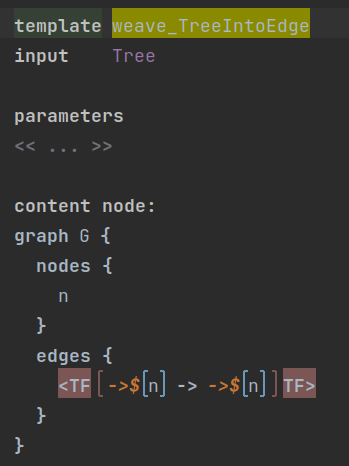 template weave_TreeIntoEdge
input Tree
parameters
<< ... >>
content node:
graph G {
nodes {
n
}
edges {
<TF [->$[n] -> ->$[n]] TF>
}
}